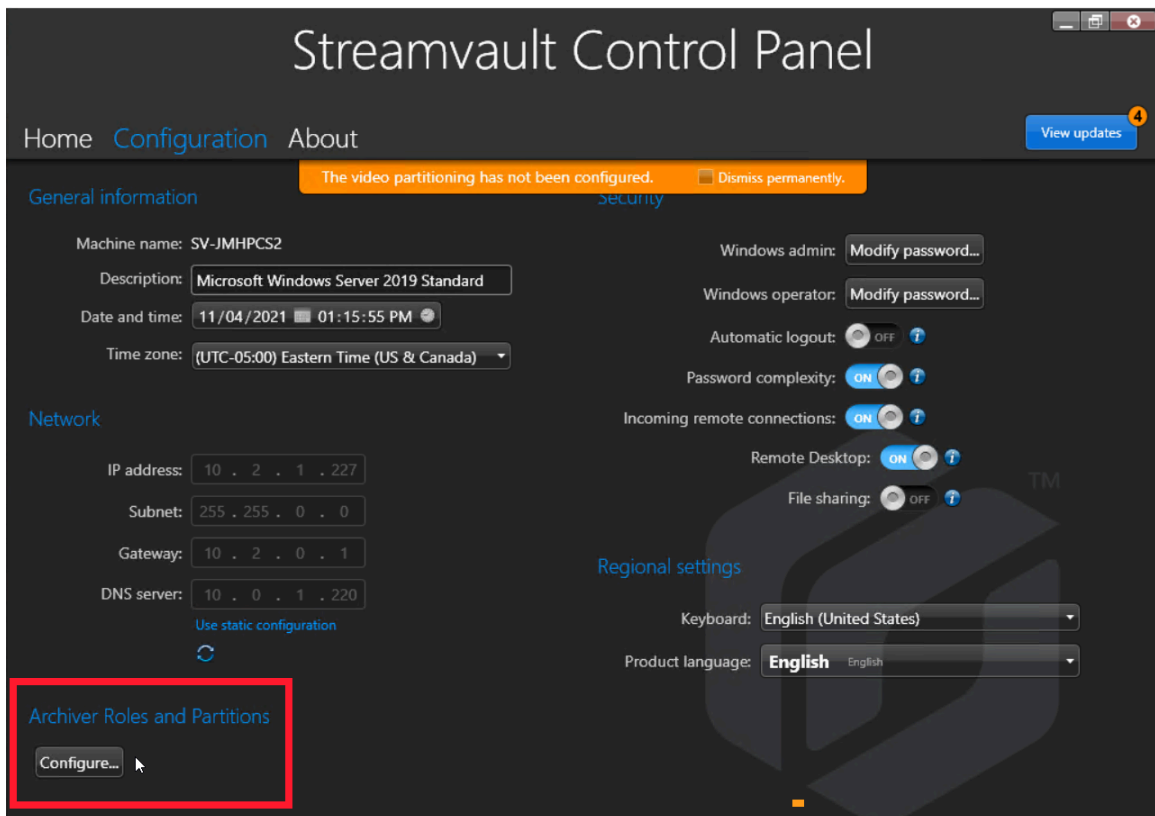 Streamvault Control Panel
Home Configuration About
View updates
4
The video partitioning has not been configured.
Dismiss permanently.
General information
Machine name: SV-JMHPCS2
Description: Microsoft Windows Server 2019 Standard
Date and time: 11/04/2021 01:15:55 PM
Time zone: (UTC-05:00) Eastern Time (US & Canada)
Network
IP address: 10 . 2 . 1 . 227
Subnet: 255 . 255 . 0 . 0
Gateway: 10 . 2 . 0 . 1
DNS server: 10 . 0 . 1 . 220
Use static configuration
Archiver Roles and Partitions
Configure...
Security
Windows admin: Modify password...
Windows operator: Modify password...
Automatic logout: OFF i
Password complexity: ON i
Incoming remote connections: ON i
Remote Desktop: ON i
File sharing: OFF i
TM
Regional settings
Keyboard: English (United States)
Product language: English English